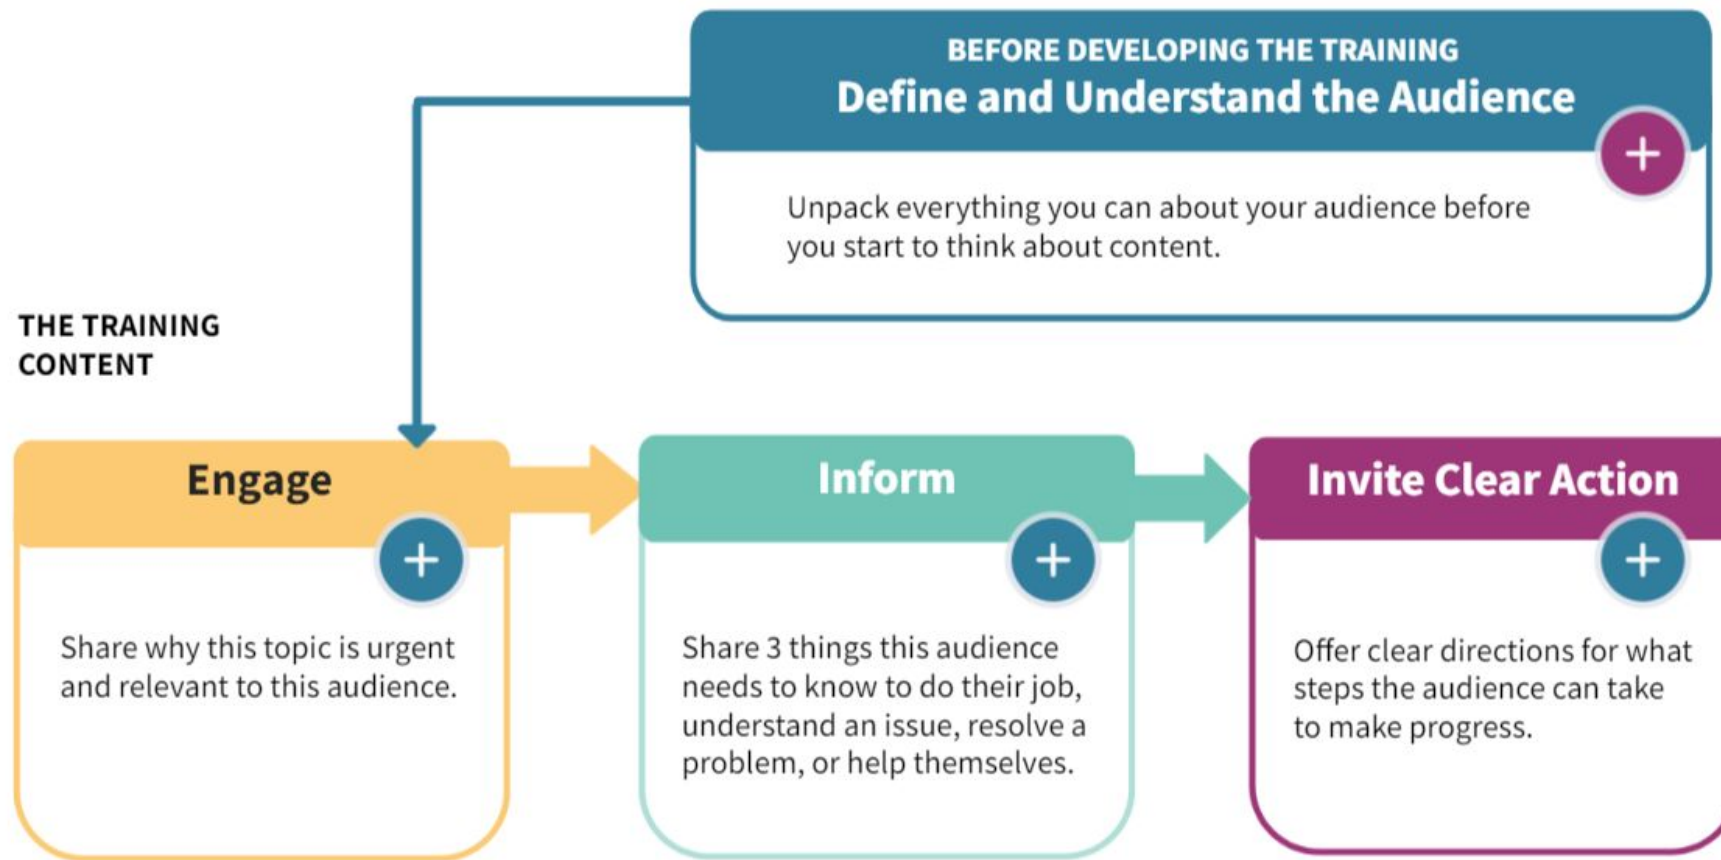 BEFORE DEVELOPING THE TRAINING
Define and Understand the Audience
+
Unpack everything you can about your audience before
you start to think about content.
THE TRAINING
CONTENT
Engage
+
Share why this topic is urgent
and relevant to this audience.
Inform
+
Share 3 things this audience
needs to know to do their job,
understand an issue, resolve a
problem, or help themselves.
Invite Clear Action
+
Offer clear directions for what
steps the audience can take
to make progress.